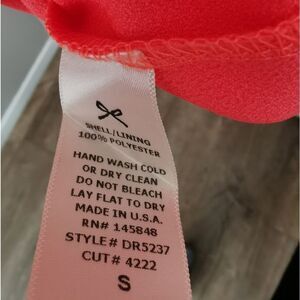 SHELL/LINING
100% POLYESTER
HAND WASH COLD
OR DRY CLEAN
DO NOT BLEACH
LAY FLAT TO DRY
MADE IN U.S.A.
RN# 145848
STYLE# DR5237
CUT# 4222
S